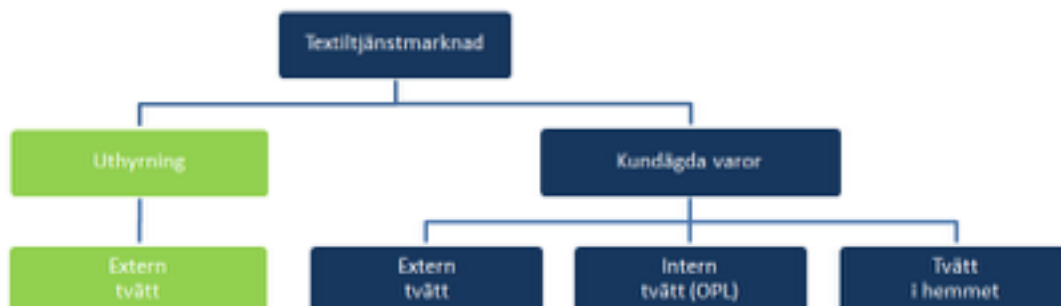 Textiltjänstmarknad
Uthyrning
Kundägda varor
Extern
tvätt
Extern
tvätt
Intern
tvätt (OPL)
Tvätt
i hemmet